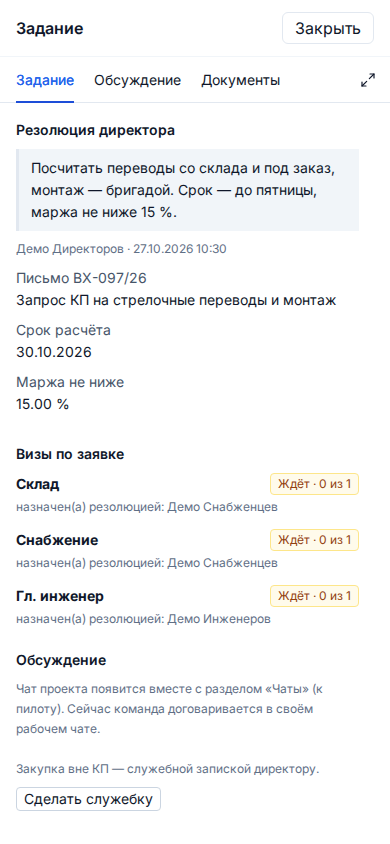 Задание
Закрыть
Задание Обсуждение Документы
Резолюция директора
Посчитать переводы со склада и под заказ,
монтаж — бригадой. Срок — до пятницы,
маржа не ниже 15 %.
Демо Директоров · 27.10.2026 10:30
Письмо ВХ-097/26
Запрос КП на стрелочные переводы и монтаж
Срок расчёта
30.10.2026
Маржа не ниже
15.00 %
Визы по заявке
Склад
Ждёт · 0 из 1
назначен(а) резолюцией: Демо Снабженцев
Снабжение
Ждёт · 0 из 1
назначен(а) резолюцией: Демо Снабженцев
Гл. инженер
Ждёт · 0 из 1
назначен(а) резолюцией: Демо Инженеров
Обсуждение
Чат проекта появится вместе с разделом «Чаты» (к
пилоту). Сейчас команда договаривается в своём
рабочем чате.
Закупка вне КП — служебной запиской директору.
Сделать служебку